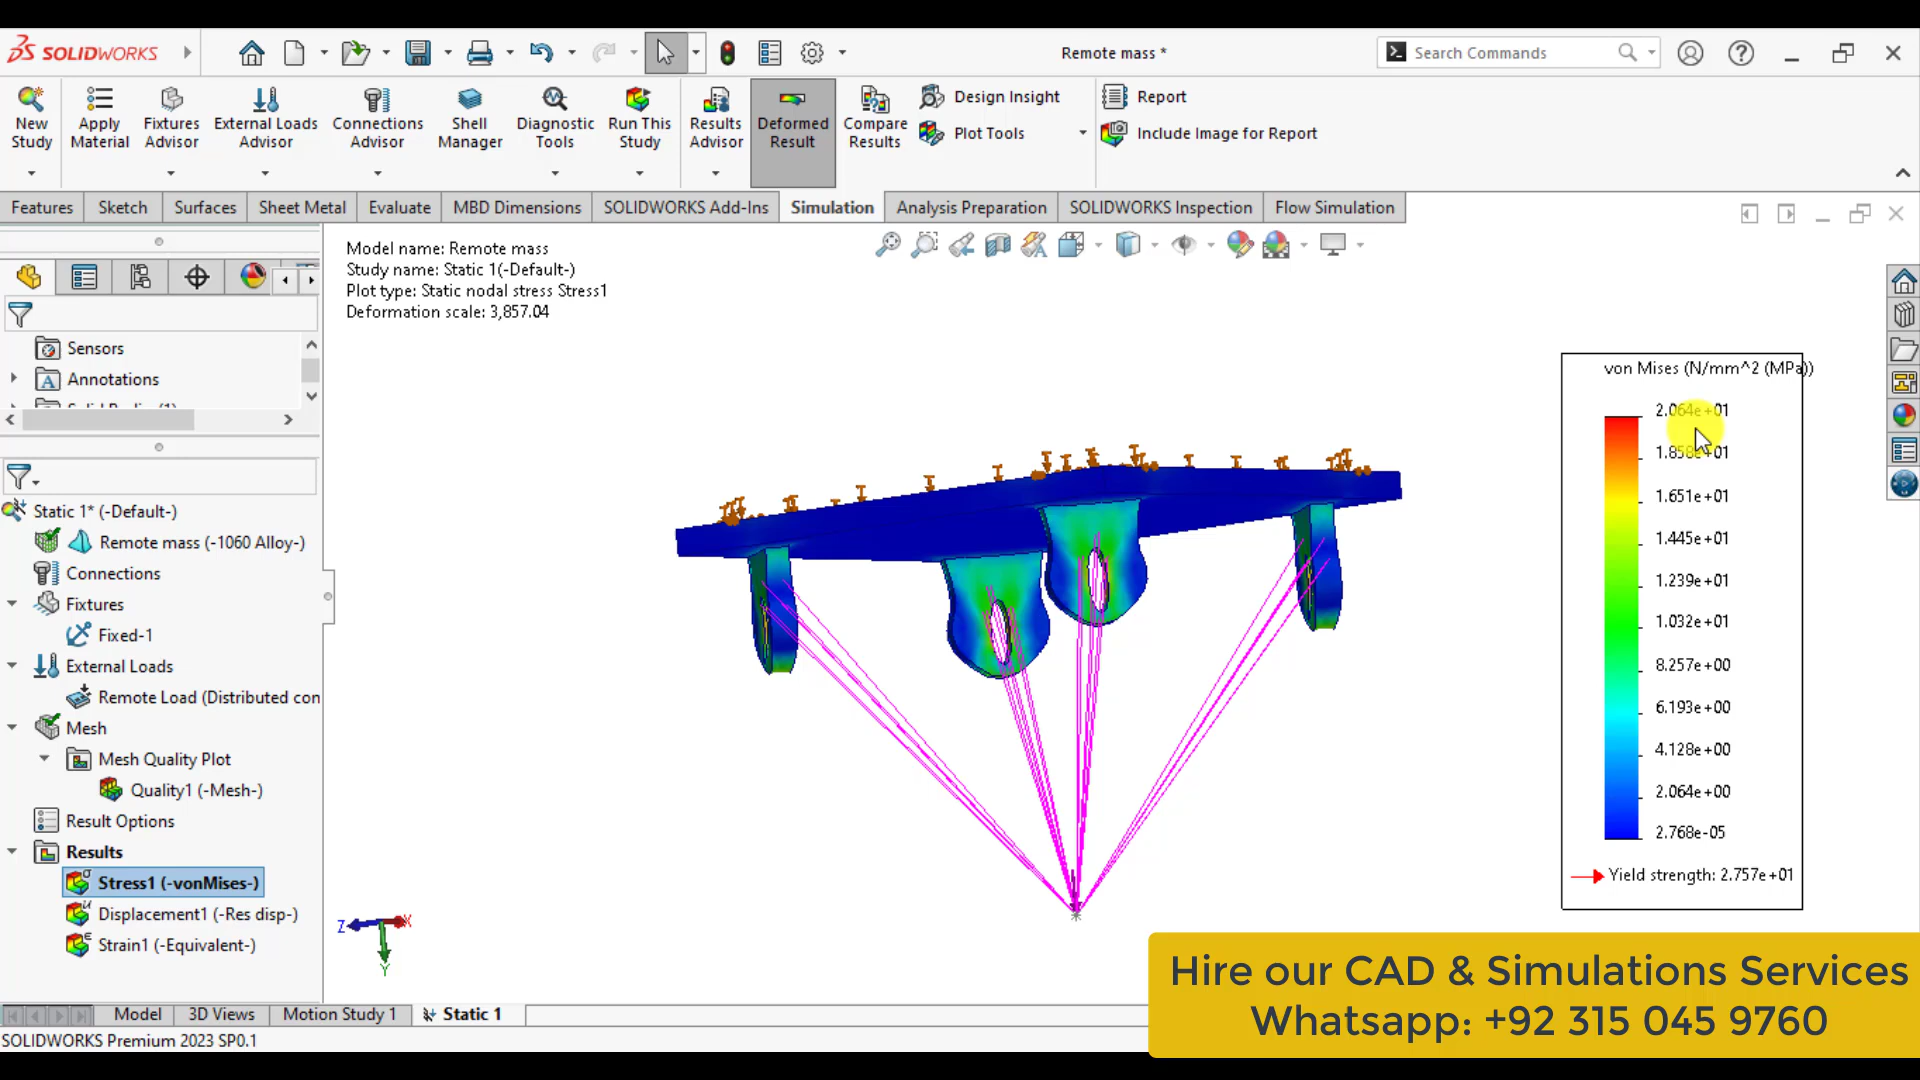 SOLIDWORKS
Remote mass *
Search Commands
New Study
Apply Material
Fixtures Advisor
External Loads Advisor
Connections Advisor
Shell Manager
Diagnostic Tools
Run This Study
Results Advisor
Deformed Result
Compare Results
Design Insight
Plot Tools
Report
Include Image for Report
Features
Sketch
Surfaces
Sheet Metal
Evaluate
MBD Dimensions
SOLIDWORKS Add-Ins
Simulation
Analysis Preparation
SOLIDWORKS Inspection
Flow Simulation
Model name: Remote mass
Study name: Static 1(-Default-)
Plot type: Static nodal stress Stress1
Deformation scale: 3,857.04
Sensors
Annotations
Static 1* (-Default-)
Remote mass (-1060 Alloy-)
Connections
Fixtures
Fixed-1
External Loads
Remote Load (Distributed con
Mesh
Mesh Quality Plot
Quality1 (-Mesh-)
Result Options
Results
Stress1 (-vonMises-)
Displacement1 (-Res disp-)
Strain1 (-Equivalent-)
von Mises (N/mm^2 (MPa))
2.064e+01
1.858e+01
1.651e+01
1.445e+01
1.239e+01
1.032e+01
8.257e+00
6.193e+00
4.128e+00
2.064e+00
2.768e-05
Yield strength: 2.757e+01
Z
X
Y
Model
3D Views
Motion Study 1
Static 1
SOLIDWORKS Premium 2023 SP0.1
Hire our CAD & Simulations Services
Whatsapp: +92 315 045 9760